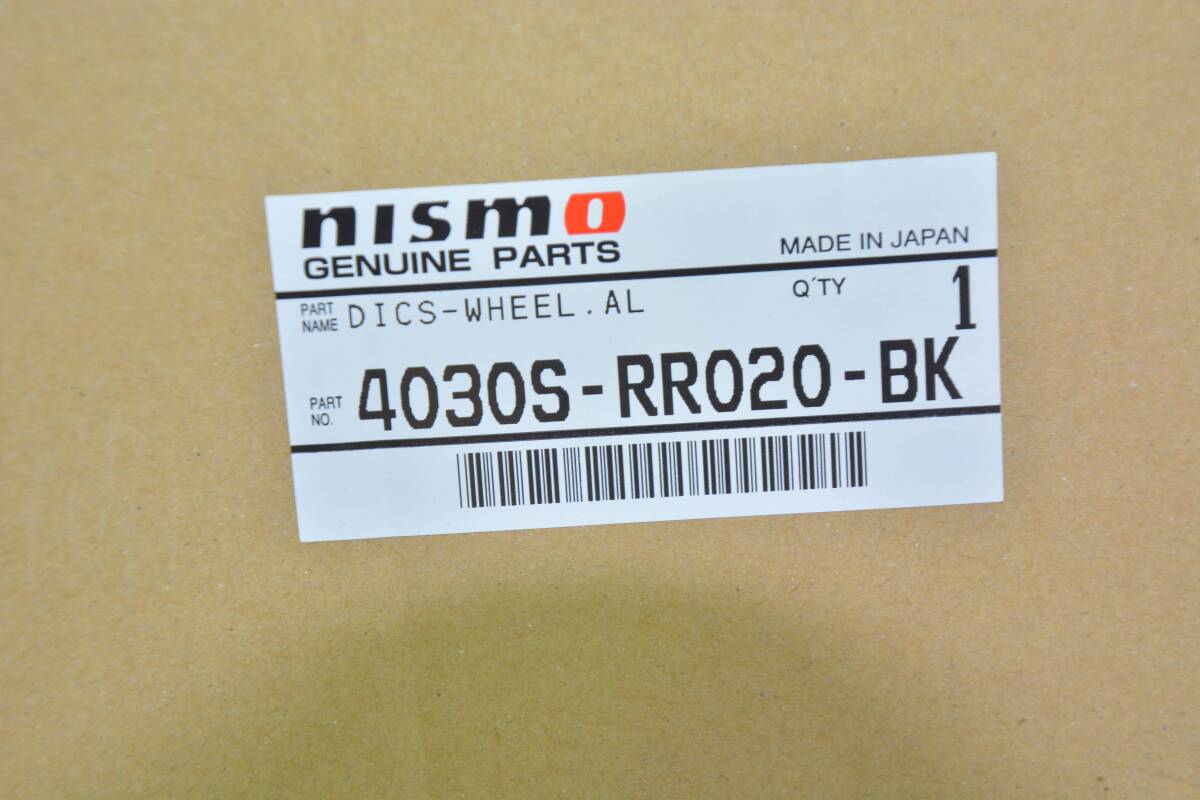 nismo
GENUINE PARTS
MADE IN JAPAN
PART NAME DICS-WHEEL.AL
Q'TY 1
PART NO. 4030S-RR020-BK